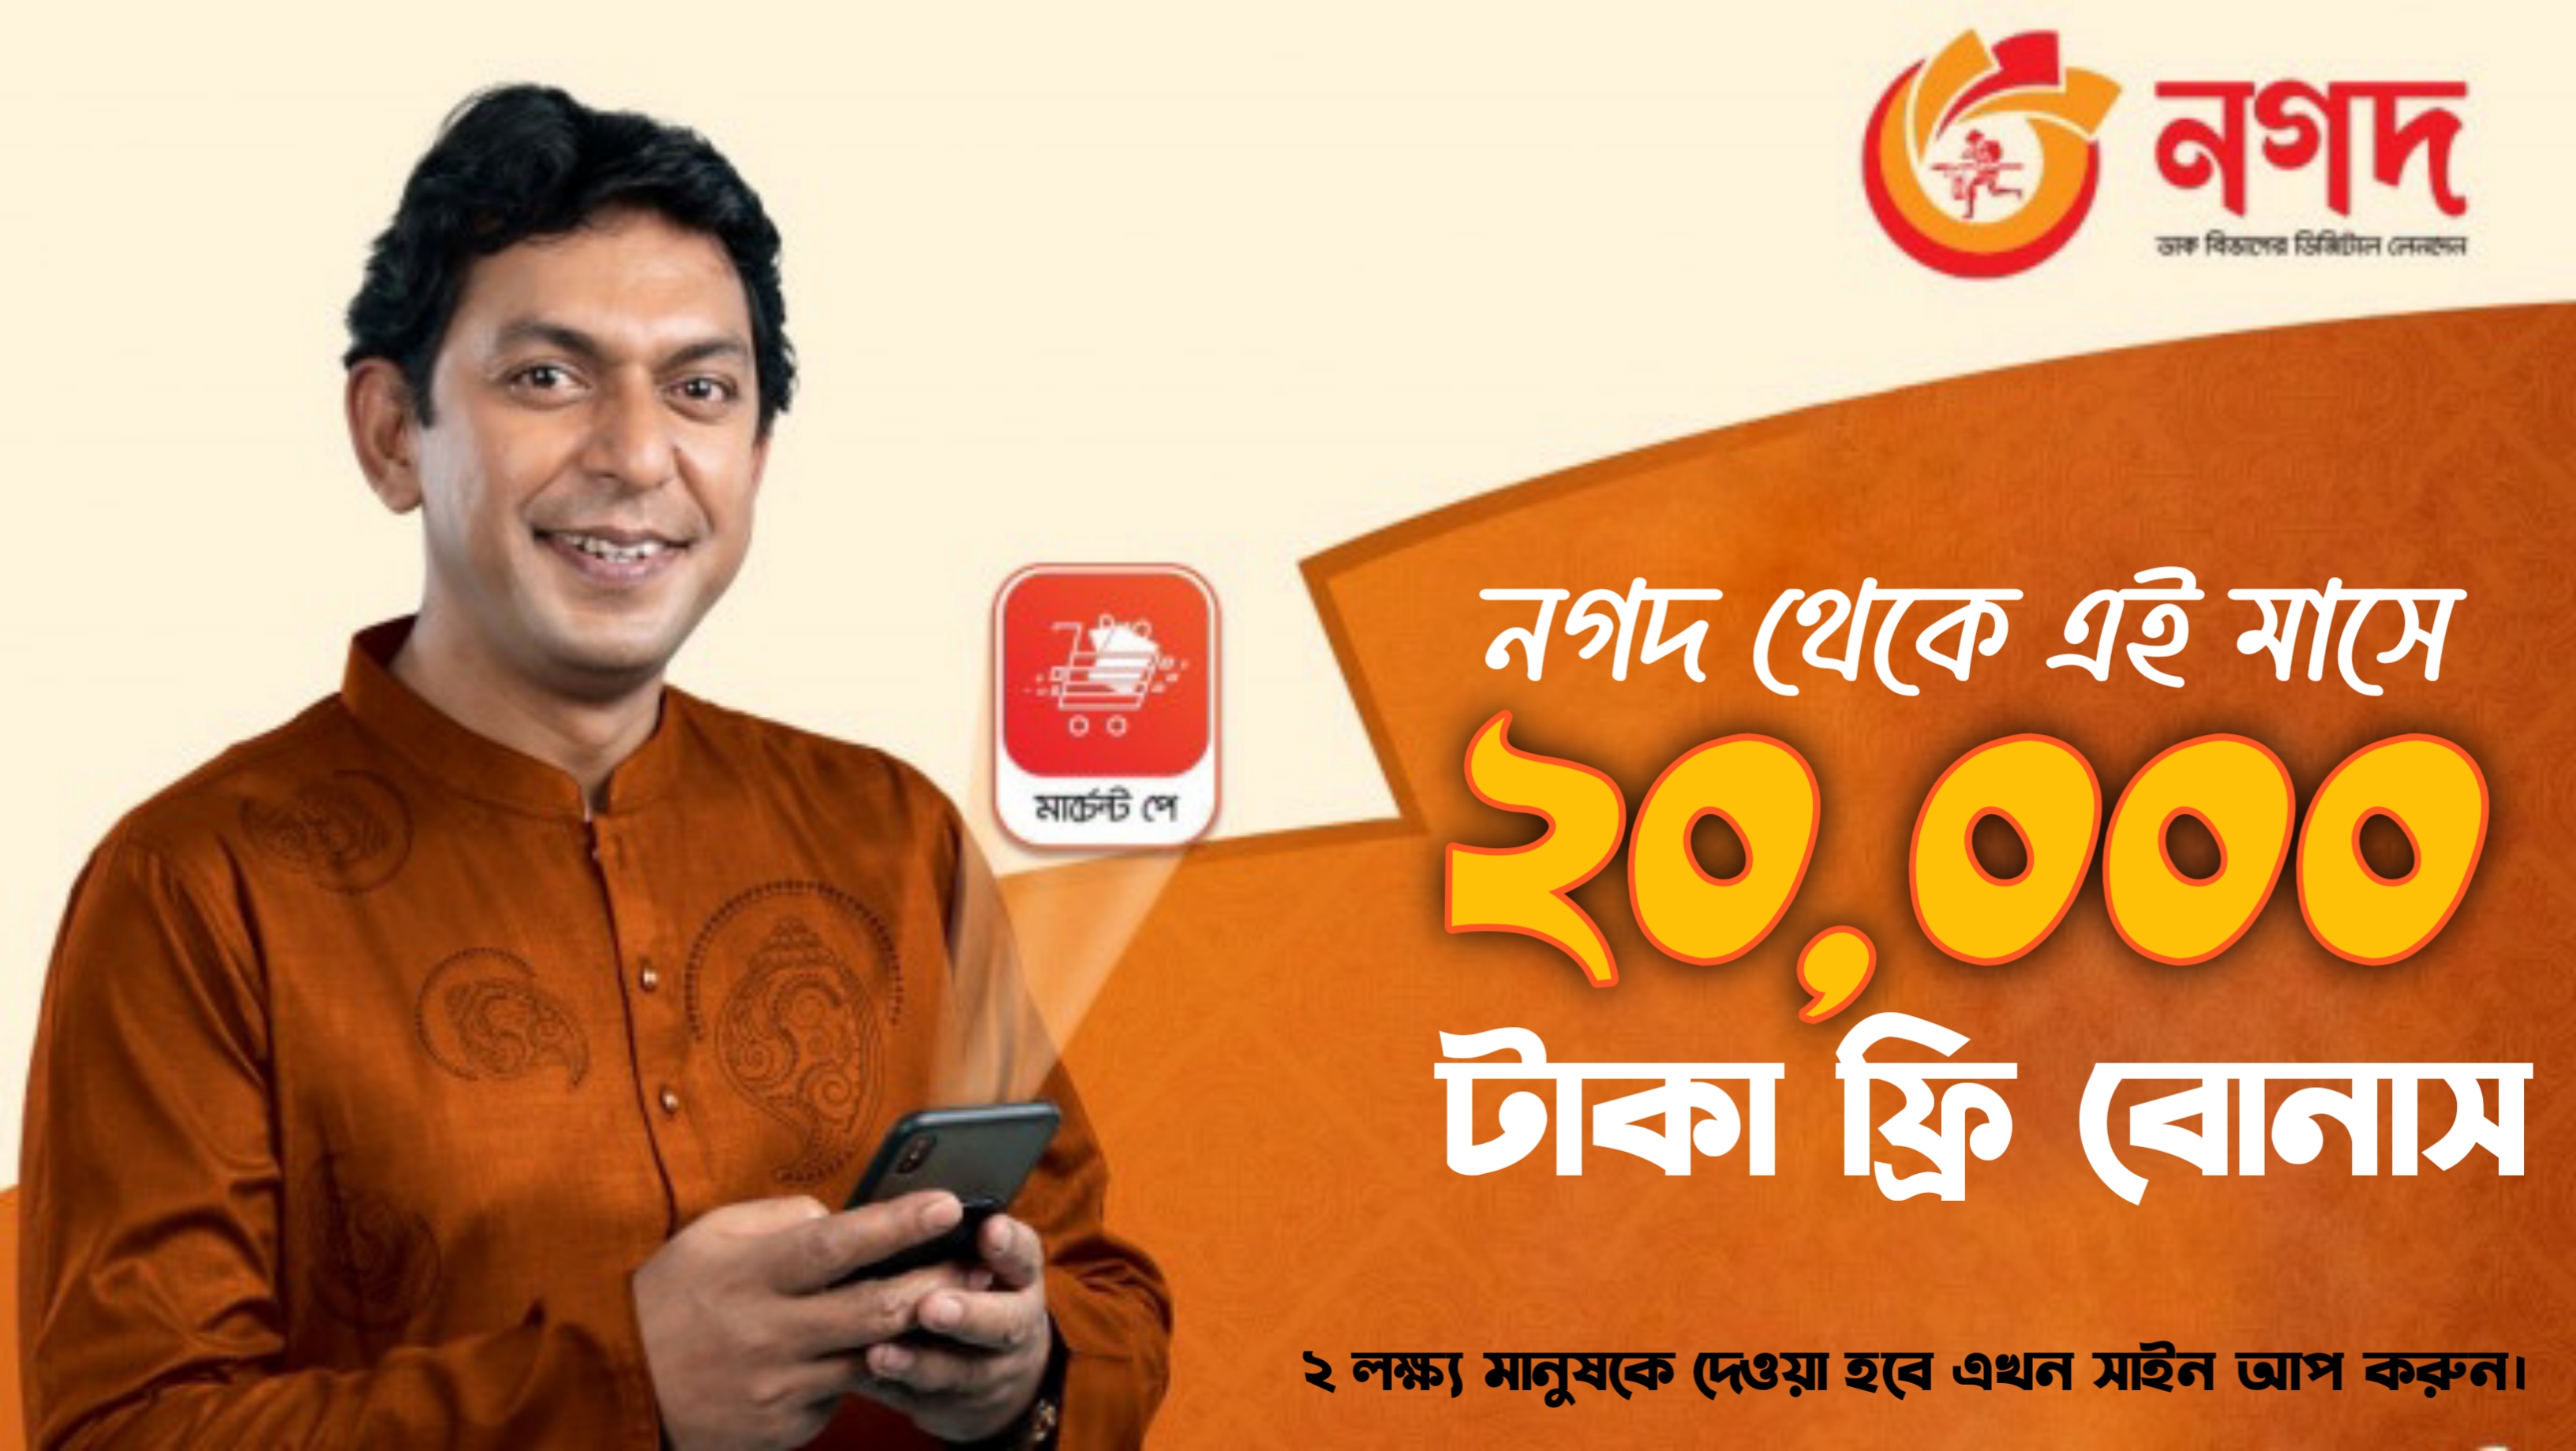 নগদ
ডাক বিভাগের ডিজিটাল লেনদেন
মার্চেন্ট পে
নগদ থেকে এই মাসে
২০,০০০
টাকা ফ্রি বোনাস
২ লক্ষ্য মানুষকে দেওয়া হবে এখন সাইন আপ করুন।